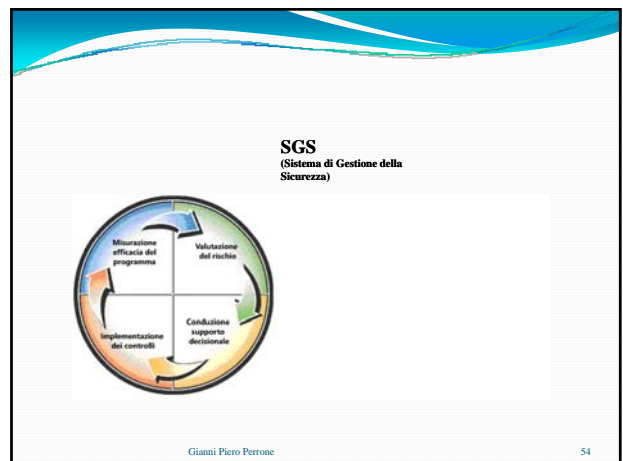 SGS
(Sistema di Gestione della
Sicurezza)
Misurazione
efficacia del
programma
Valutazione
del rischio
Conduzione
supporto
decisionale
Implementazione
dei controlli
Gianni Piero Perrone
54